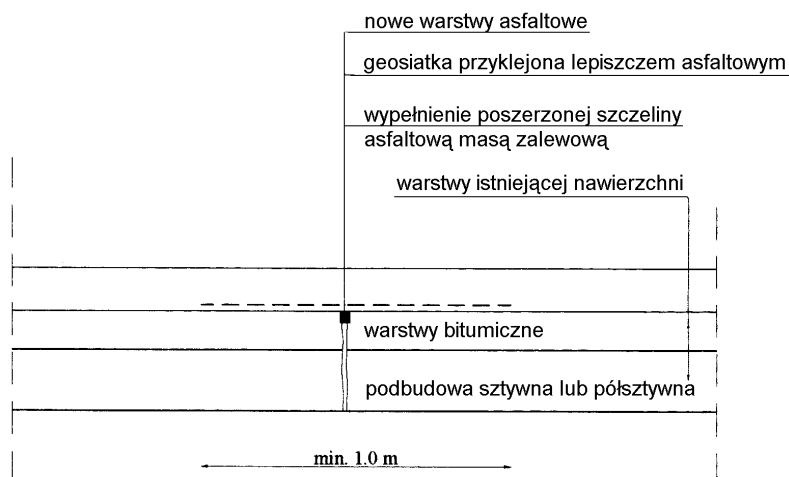 nowe warstwy asfaltowe
geosiatka przyklejona lepiszczem asfaltowym
wypełnienie poszerzonej szczeliny
asfaltową masą zalewową
warstwy istniejącej nawierzchni
warstwy bitumiczne
podbudowa sztywna lub półsztywna
min. 1.0 m